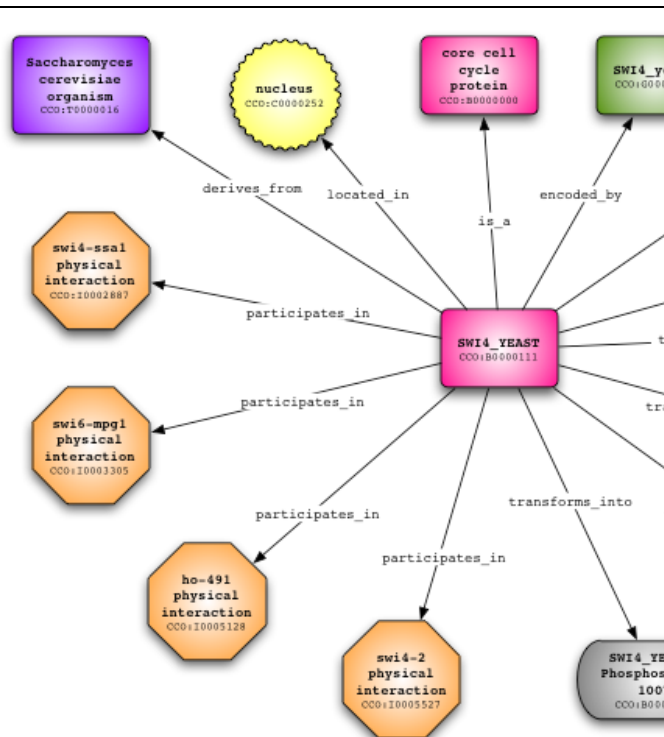 Saccharomyces
cerevisiae
organism
CCO:T0000016
nucleus
CCO:C0000252
core cell
cycle
protein
CCO:B0000000
derives_from
located_in
is_a
encoded_by
swi4-ssa1
physical
interaction
CCO:I0002887
participates_in
SWI4_YEAST
CCO:B0000111
swi6-mpg1
physical
interaction
CCO:I0003305
participates_in
participates_in
transforms_into
participates_in
ho-491
physical
interaction
CCO:I0005128
swi4-2
physical
interaction
CCO:I0005527